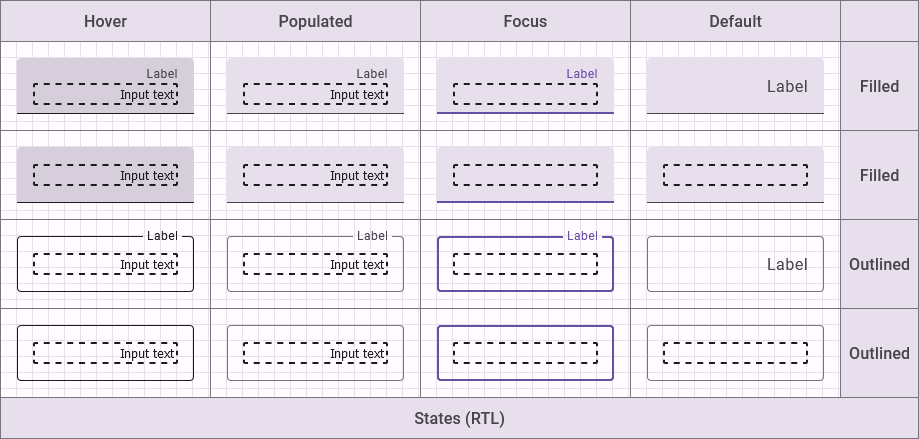 Hover Populated Focus Default
Label Label Label
Input text Input text Label Filled
Input text Input text Filled
Label Label Label
Input text Input text Label Outlined
Input text Input text Outlined
States (RTL)